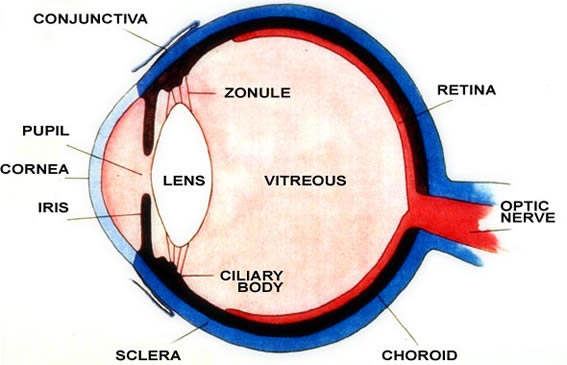 CONJUNCTIVA
ZONULE
RETINA
PUPIL
CORNEA
LENS
VITREOUS
IRIS
OPTIC
NERVE
CILIARY
BODY
SCLERA
CHOROID